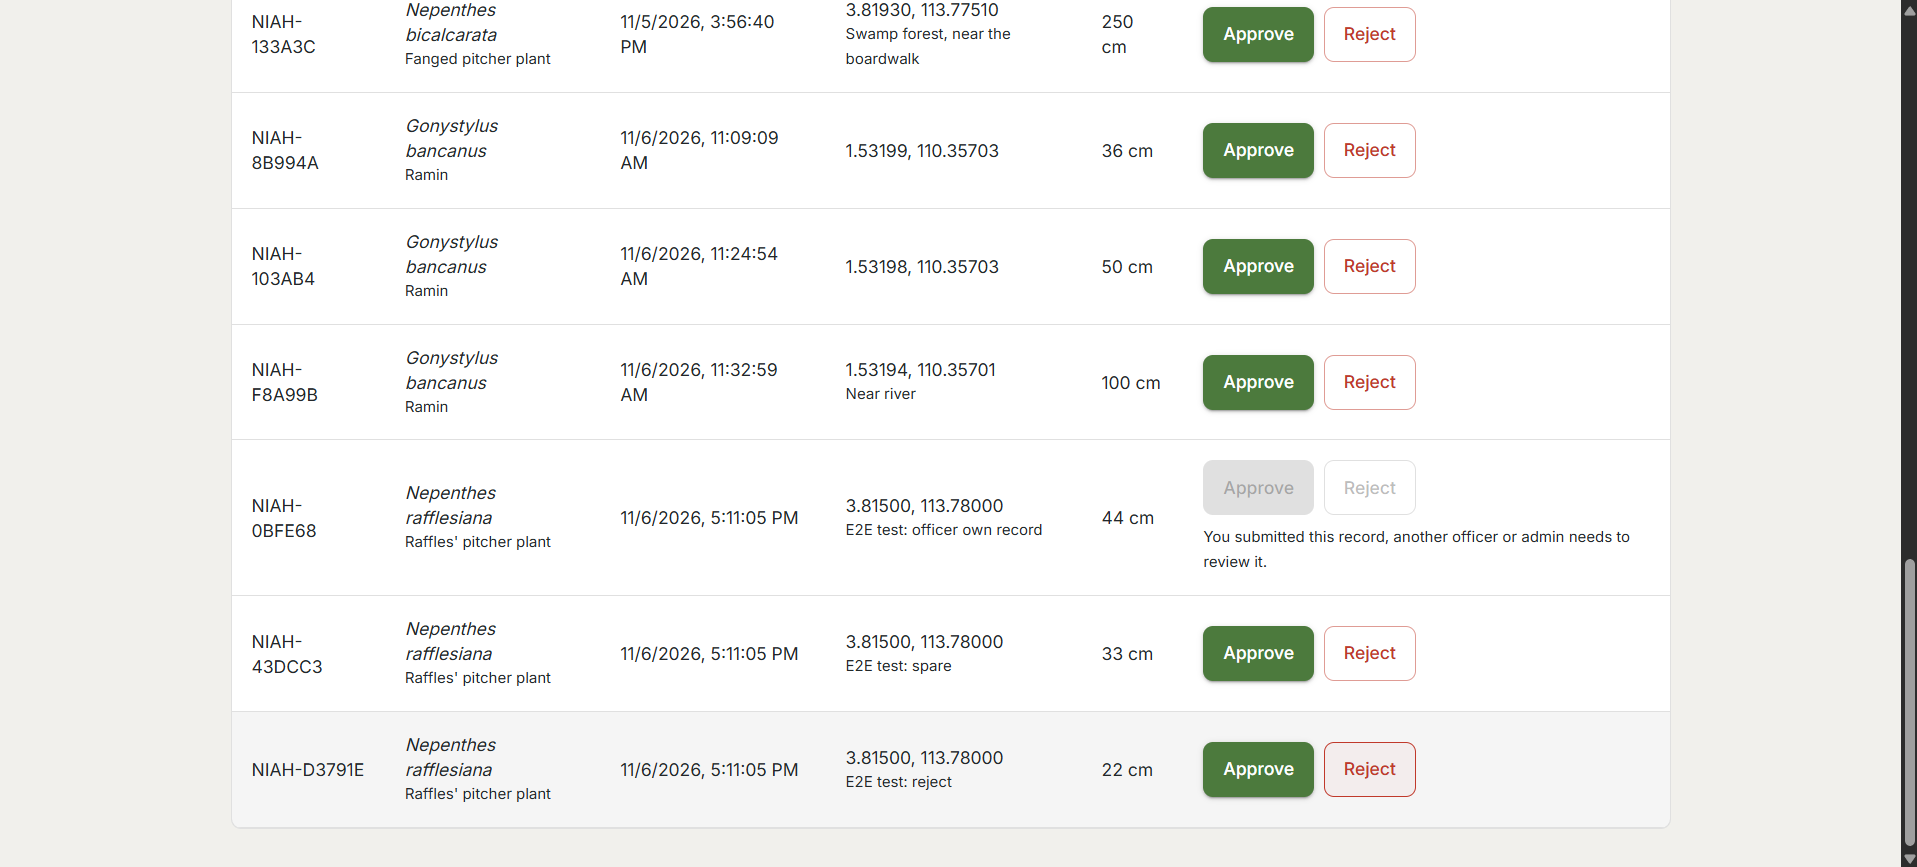 NIAH-
133A3C
Nepenthes
bicalcarata
Fanged pitcher plant
11/5/2026, 3:56:40
PM
3.81930, 113.77510
Swamp forest, near the
boardwalk
250
cm
Approve
Reject
NIAH-
8B994A
Gonystylus
bancanus
Ramin
11/6/2026, 11:09:09
AM
1.53199, 110.35703
36 cm
Approve
Reject
NIAH-
103AB4
Gonystylus
bancanus
Ramin
11/6/2026, 11:24:54
AM
1.53198, 110.35703
50 cm
Approve
Reject
NIAH-
F8A99B
Gonystylus
bancanus
Ramin
11/6/2026, 11:32:59
AM
1.53194, 110.35701
Near river
100 cm
Approve
Reject
NIAH-
0BFE68
Nepenthes
rafflesiana
Raffles' pitcher plant
11/6/2026, 5:11:05 PM
3.81500, 113.78000
E2E test: officer own record
44 cm
Approve
Reject
You submitted this record, another officer or admin needs to
review it.
NIAH-
43DCC3
Nepenthes
rafflesiana
Raffles' pitcher plant
11/6/2026, 5:11:05 PM
3.81500, 113.78000
E2E test: spare
33 cm
Approve
Reject
NIAH-D3791E
Nepenthes
rafflesiana
Raffles' pitcher plant
11/6/2026, 5:11:05 PM
3.81500, 113.78000
E2E test: reject
22 cm
Approve
Reject